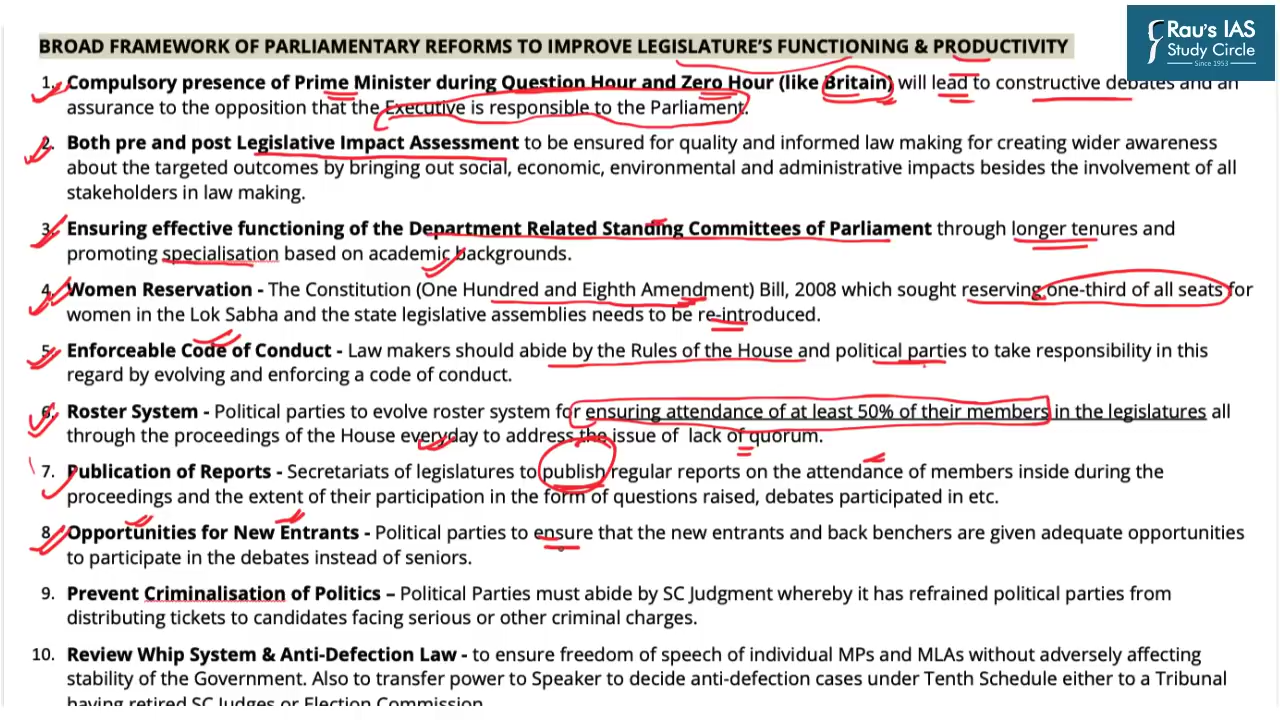 Rau's IAS
Study Circle
Since 1953
BROAD FRAMEWORK OF PARLIAMENTARY REFORMS TO IMPROVE LEGISLATURE'S FUNCTIONING & PRODUCTIVITY
1. Compulsory presence of Prime Minister during Question Hour and Zero Hour (like Britain) will lead to constructive debates and an
assurance to the opposition that the Executive is responsible to the Parliament.
2. Both pre and post Legislative Impact Assessment to be ensured for quality and informed law making for creating wider awareness
about the targeted outcomes by bringing out social, economic, environmental and administrative impacts besides the involvement of all
stakeholders in law making.
3. Ensuring effective functioning of the Department Related Standing Committees of Parliament through longer tenures and
promoting specialisation based on academic backgrounds.
4. Women Reservation - The Constitution (One Hundred and Eighth Amendment) Bill, 2008 which sought reserving one-third of all seats for
women in the Lok Sabha and the state legislative assemblies needs to be re-introduced.
5. Enforceable Code of Conduct - Law makers should abide by the Rules of the House and political parties to take responsibility in this
regard by evolving and enforcing a code of conduct.
6. Roster System - Political parties to evolve roster system for ensuring attendance of at least 50% of their members in the legislatures all
through the proceedings of the House everyday to address the issue of lack of quorum.
7. Publication of Reports - Secretariats of legislatures to publish regular reports on the attendance of members inside during the
proceedings and the extent of their participation in the form of questions raised, debates participated in etc.
8. Opportunities for New Entrants - Political parties to ensure that the new entrants and back benchers are given adequate opportunities
to participate in the debates instead of seniors.
9. Prevent Criminalisation of Politics – Political Parties must abide by SC Judgment whereby it has refrained political parties from
distributing tickets to candidates facing serious or other criminal charges.
10. Review Whip System & Anti-Defection Law - to ensure freedom of speech of individual MPs and MLAs without adversely affecting
stability of the Government. Also to transfer power to Speaker to decide anti-defection cases under Tenth Schedule either to a Tribunal
having retired SC Judges or Election Commission.